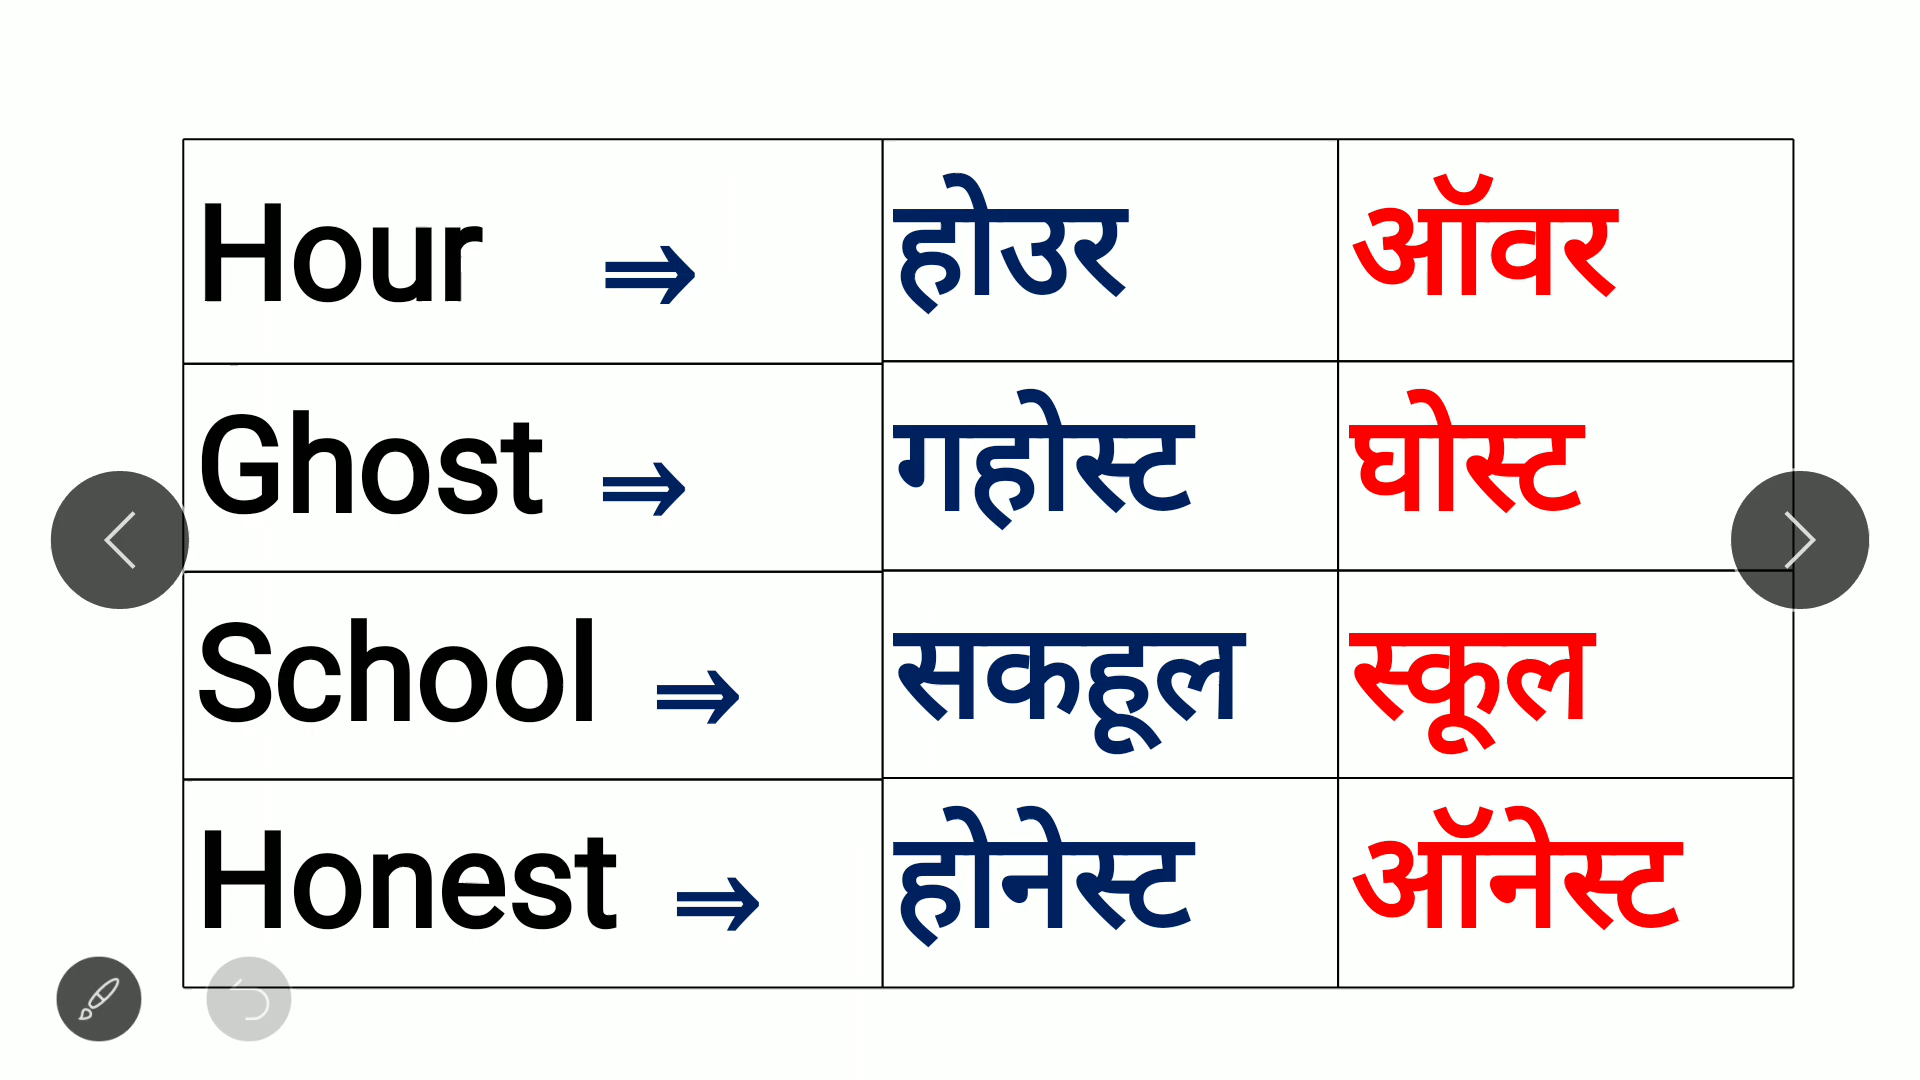 Hour ⇒ होउर ऑवर
Ghost ⇒ गहोस्ट घोस्ट
School ⇒ सकहूल स्कूल
Honest ⇒ होनेस्ट ऑनेस्ट